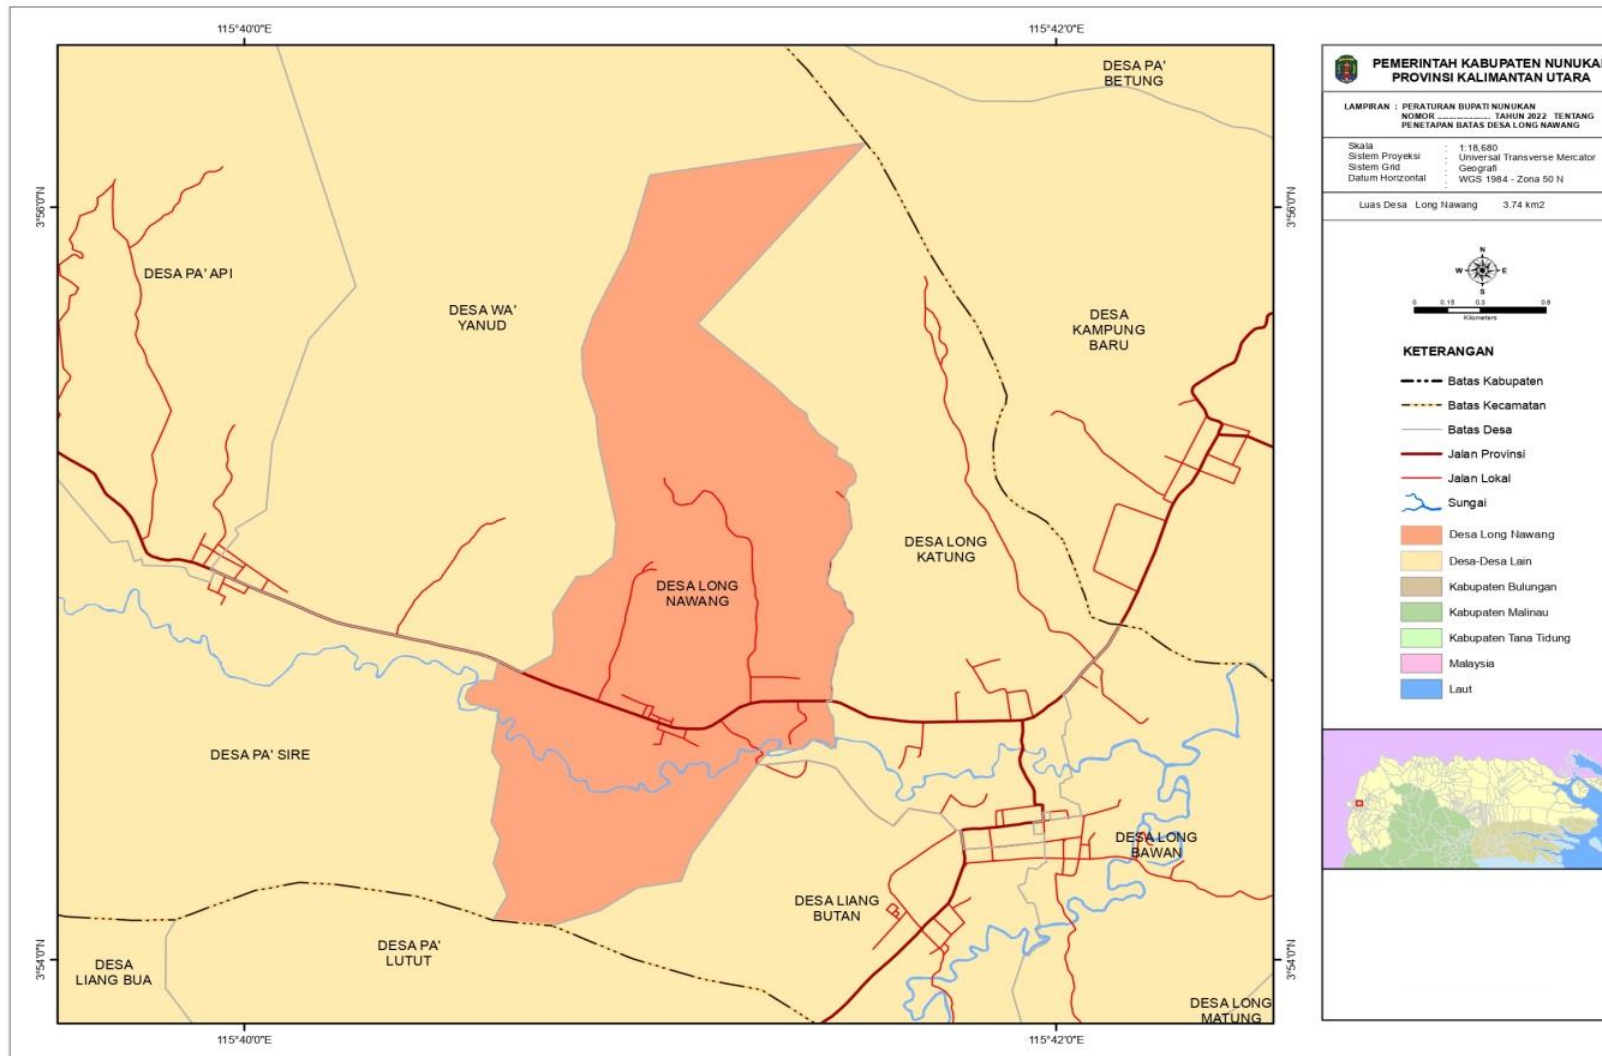 115°40'0"E
115°42'0"E
DESA PA'
BETUNG
3°56'0"N
3°56'0"N
DESA PA' API
DESA WA'
YANUD
DESA
KAMPUNG
BARU
DESA LONG
KATUNG
DESA LONG
NAWANG
DESA PA' SIRE
DESA LONG
BAWAN
DESA LIANG
BUTAN
DESA PA'
LUTUT
DESA
LIANG BUA
3°54'0"N
3°54'0"N
DESA LONG
MATUNG
115°40'0"E
115°42'0"E
PEMERINTAH KABUPATEN NUNUKA
PROVINSI KALIMANTAN UTARA
LAMPIRAN : PERATURAN BUPATI NUNUKAN
NOMOR ........................ TAHUN 2022 TENTANG
PENETAPAN BATAS DESA LONG NAWANG
Skala : 1:18,680
Sistem Proyeksi : Universal Transverse Mercator
Sistem Grid : Geografi
Datum Horizontal : WGS 1984 - Zona 50 N
Luas Desa Long Nawang 3.74 km2
N
W E
S
0 0.15 0.3 0.6
Kilometers
KETERANGAN
Batas Kabupaten
Batas Kecamatan
Batas Desa
Jalan Provinsi
Jalan Lokal
Sungai
Desa Long Nawang
Desa-Desa Lain
Kabupaten Bulungan
Kabupaten Malinau
Kabupaten Tana Tidung
Malaysia
Laut